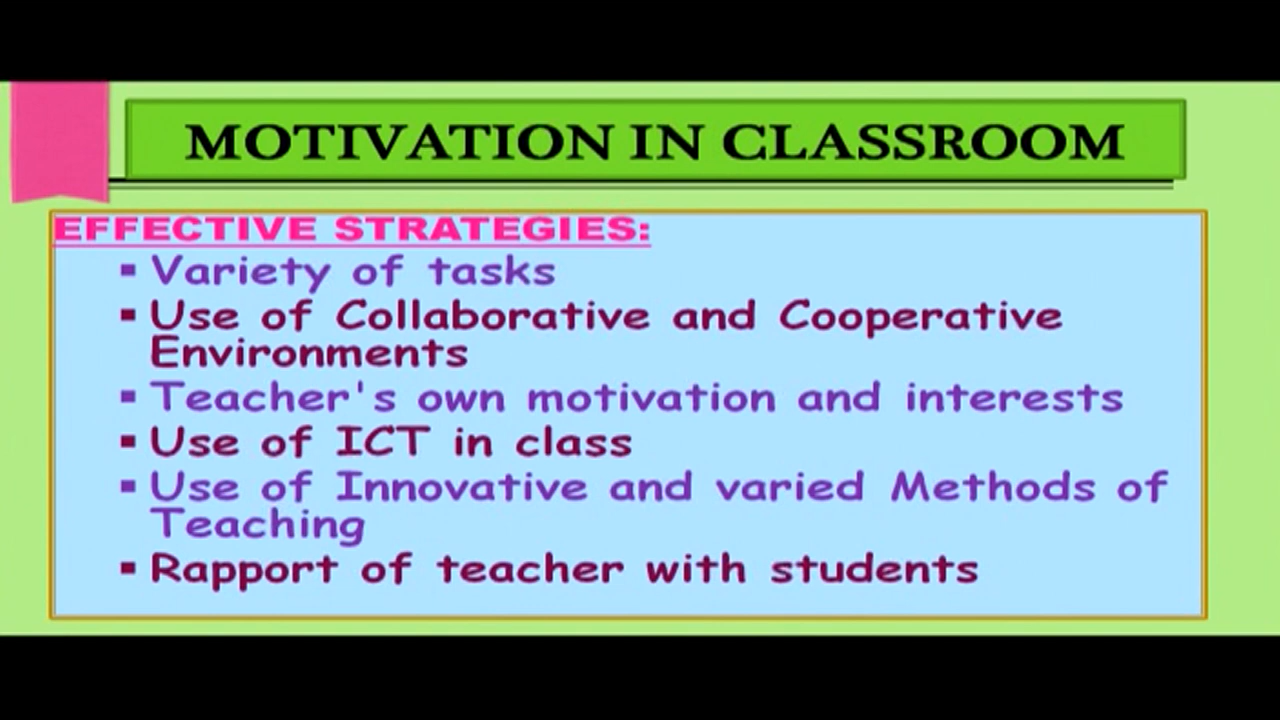 MOTIVATION IN CLASSROOM
EFFECTIVE STRATEGIES:
▪ Variety of tasks
▪ Use of Collaborative and Cooperative
Environments
▪ Teacher's own motivation and interests
▪ Use of ICT in class
▪ Use of Innovative and varied Methods of
Teaching
▪ Rapport of teacher with students